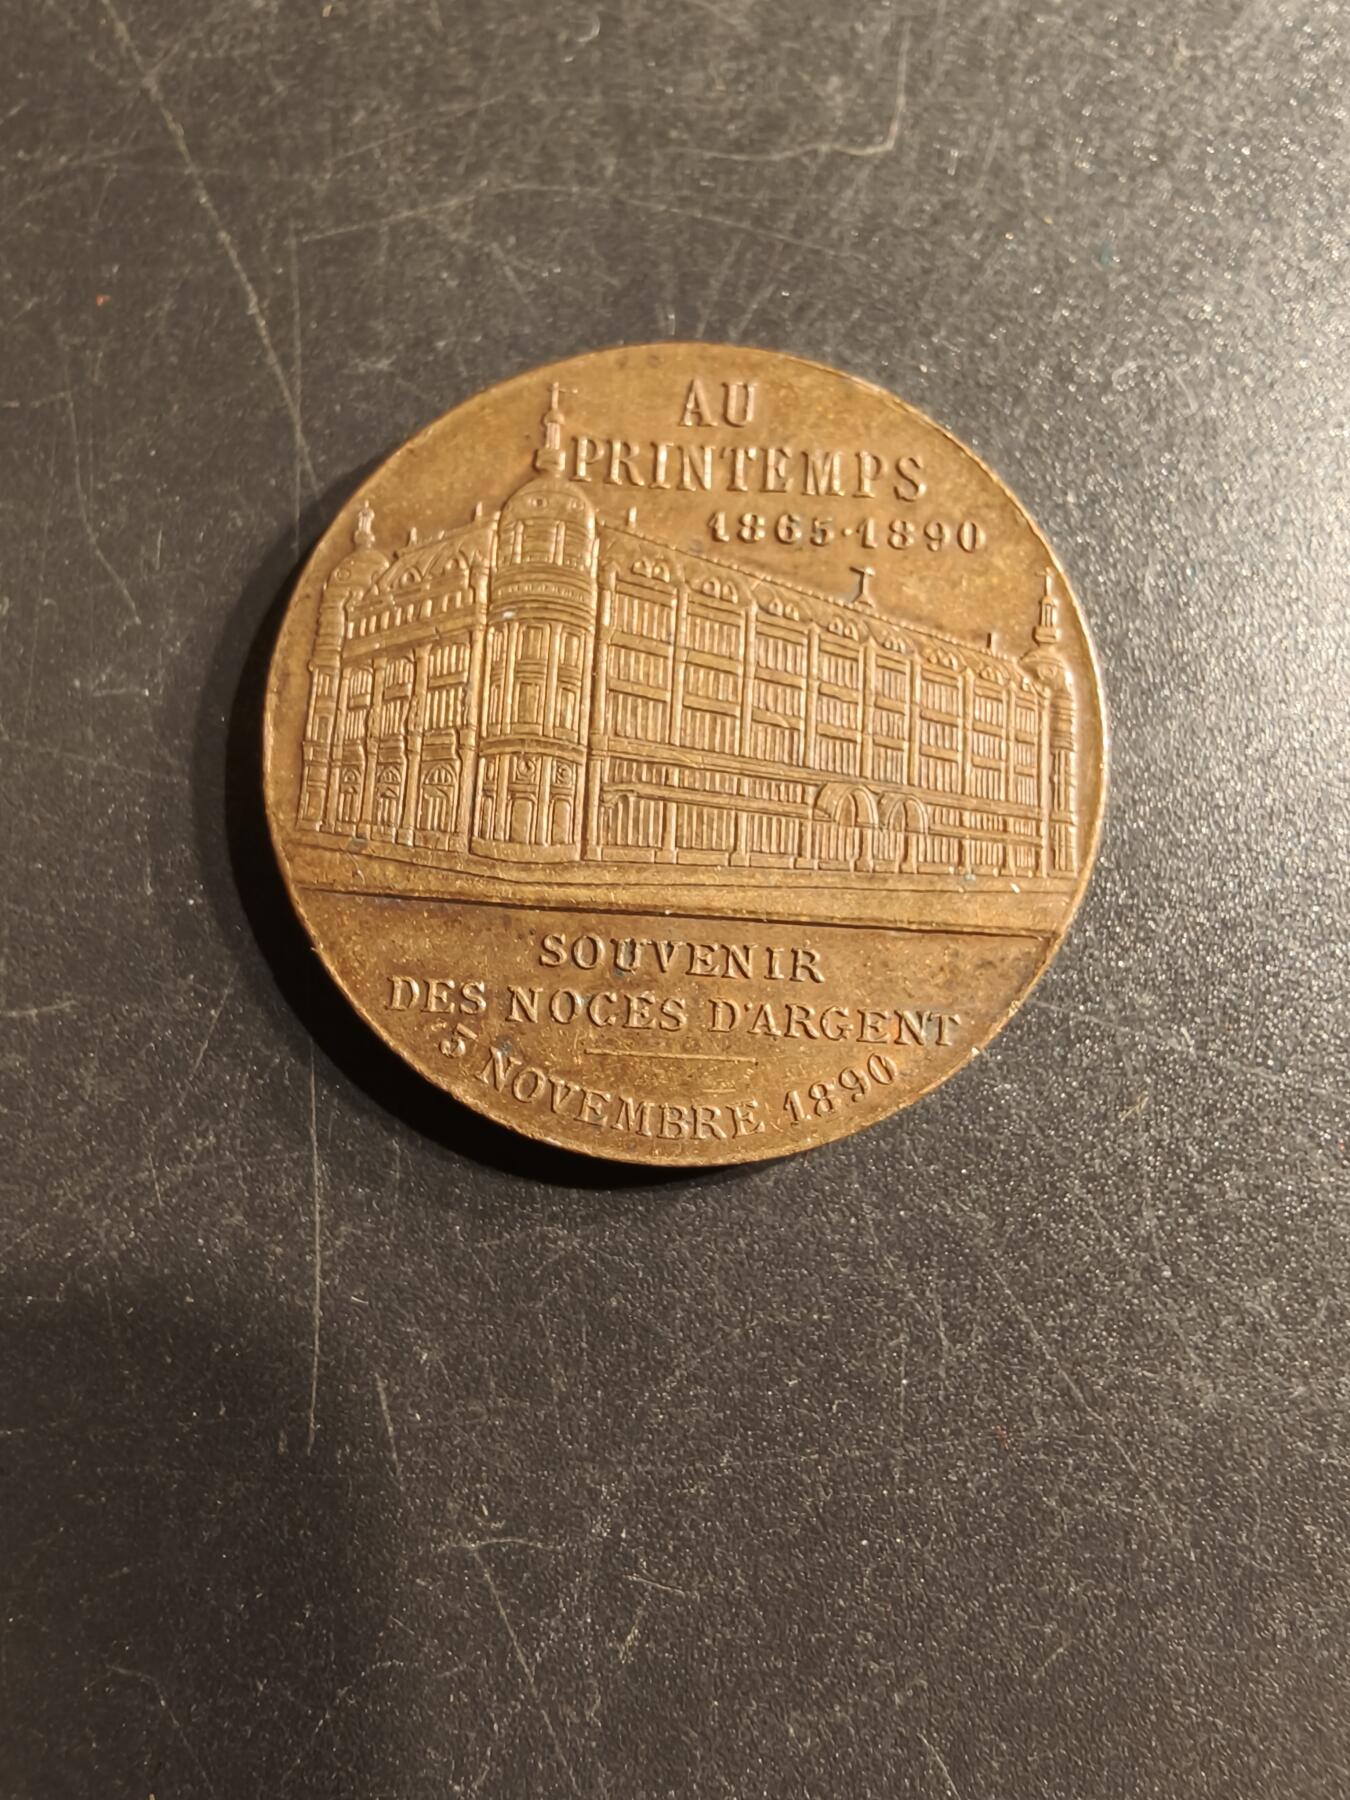 AU
PRINTEMPS
1865·1890
SOUVENIR
DES NOCES D'ARGENT
3 NOVEMBRE 1890